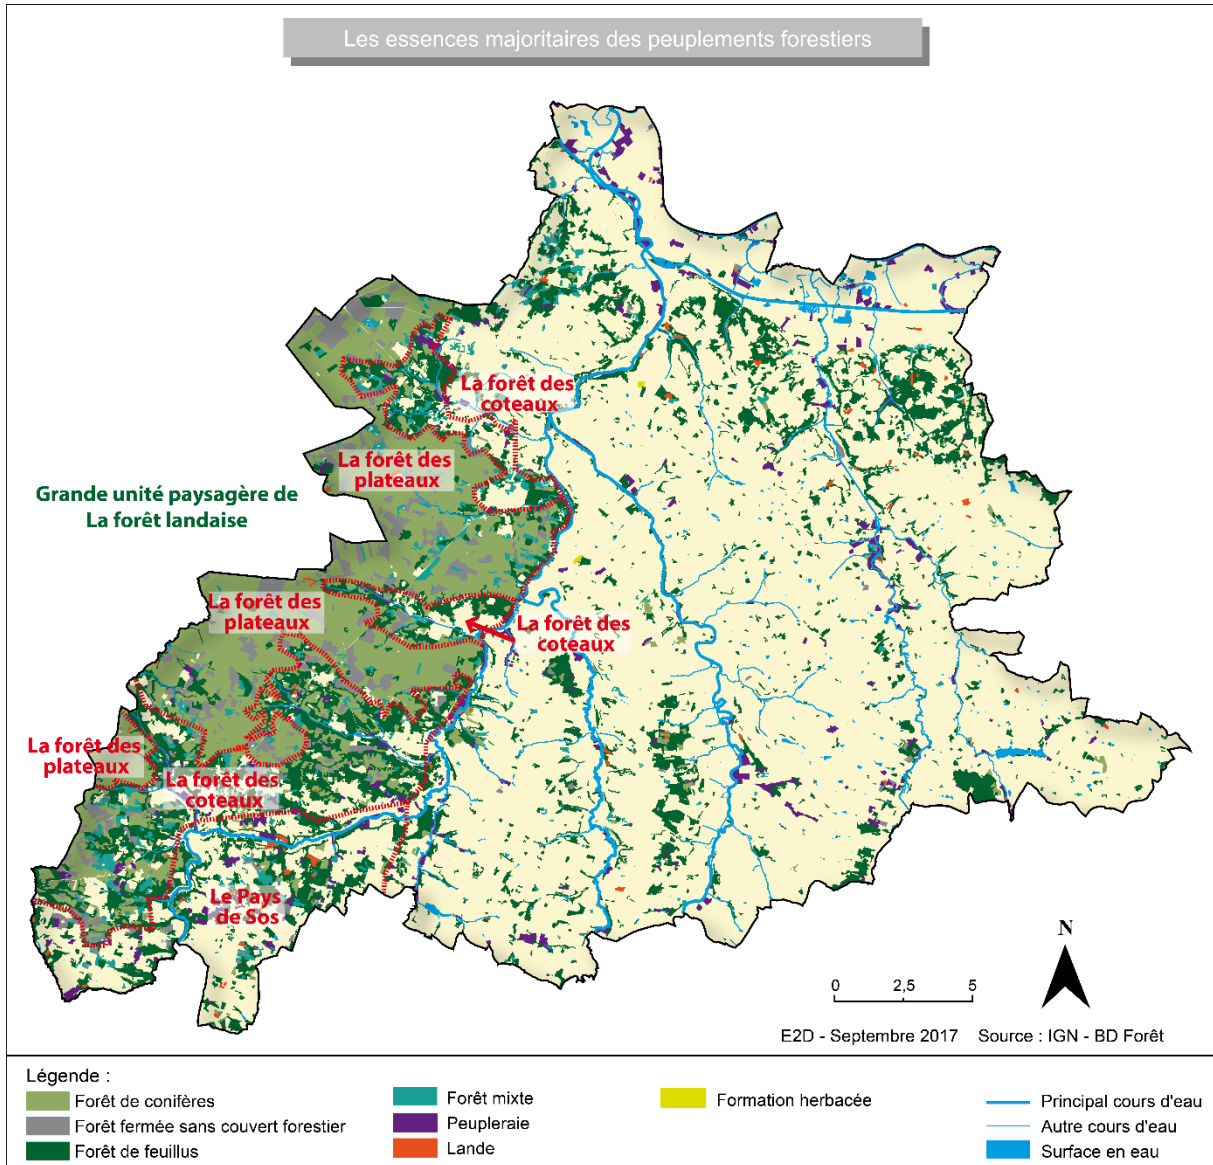 Les essences majoritaires des peuplements forestiers
La forêt des
coteaux
La forêt des
plateaux
Grande unité paysagère de
La forêt landaise
La forêt des
plateaux
La forêt des
coteaux
La forêt des
plateaux
La forêt des
coteaux
Le Pays
de Sos
N
0 2,5 5
E2D - Septembre 2017 Source : IGN - BD Forêt
Légende :
Forêt de conifères
Forêt fermée sans couvert forestier
Forêt de feuillus
Forêt mixte
Peupleraie
Lande
Formation herbacée
Principal cours d'eau
Autre cours d'eau
Surface en eau